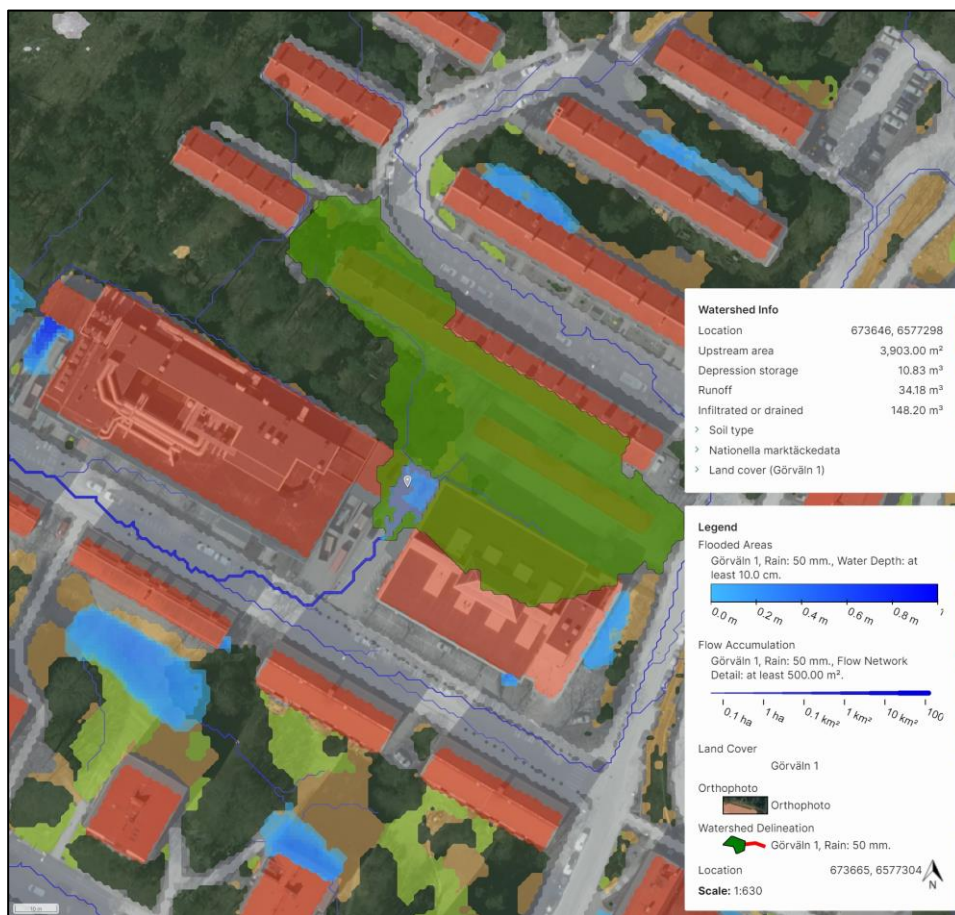 Watershed Info
Location 673646, 6577298
Upstream area 3,903.00 m²
Depression storage 10.83 m³
Runoff 34.18 m³
Infiltrated or drained 148.20 m³
Soil type
Nationella marktäckedata
Land cover (Görväln 1)
Legend
Flooded Areas
Görväln 1, Rain: 50 mm., Water Depth: at
least 10.0 cm.
0.0 m 0.2 m 0.4 m 0.6 m 0.8 m 1
Flow Accumulation
Görväln 1, Rain: 50 mm., Flow Network
Detail: at least 500.00 m².
0.1 ha 1 ha 0.1 km² 1 km² 10 km² 100
Land Cover
Görväln 1
Orthophoto
Orthophoto
Watershed Delineation
Görväln 1, Rain: 50 mm.
Location 673665, 6577304
Scale: 1:630
N
10 m